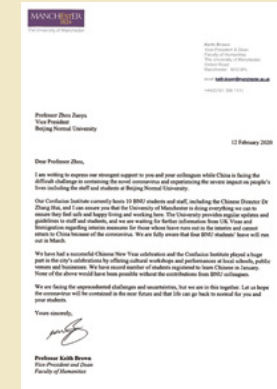 MANCHESTER
1824
The University of Manchester
Keith Brown
Vice-President & Dean
Faculty of Humanities
The University of Manchester
Oxford Road
Manchester M13 9PL
email keith.brown@manchester.ac.uk
Professor Zhou Zuoyu
Vice President
Beijing Normal University
12 February 2020
Dear Professor Zhou,
I am writing to express our strongest support to you and your colleagues while China is facing the
difficult challenge in containing the novel coronavirus and experiencing the severe impact on people's
lives including the staff and students at Beijing Normal University.
Our Confucius Institute currently hosts 10 BNU students and staff, including the Chinese Director Dr
Zhang Hui, and I can ensure you that the University of Manchester is doing everything we can to
ensure they feel safe and happy living and working here. The University provides regular updates and
guidelines to staff and students, and we are waiting for further information from UK Visas and
Immigration regarding interim measures for those whose leave runs out in the interim and cannot
return to China because of the coronavirus. We are fully aware that four BNU students' leave will run
out in March.
We have had a successful Chinese New Year celebration and the Confucius Institute played a huge
part in the city's celebrations by offering cultural workshops and performances at local schools, public
venues and businesses. We have record number of students registered to learn Chinese in January.
None of the above would have been possible without the contributions from BNU colleagues.
We are facing the unprecedented challenges and uncertainties, but we are in this together. Let us hope
the coronavirus will be contained in the near future and that life can go back to normal for you and
your students.
Yours sincerely,
Professor Keith Brown
Vice-President and Dean
Faculty of Humanities